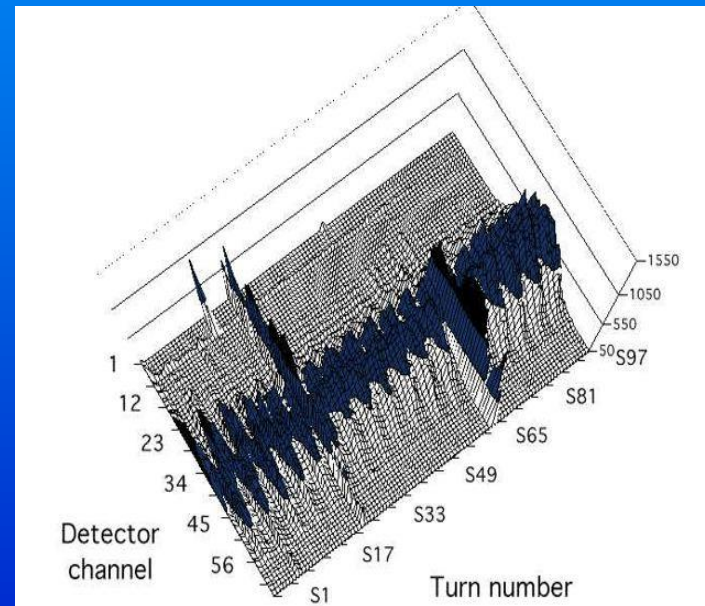 1550
1050
550
50
S97
S81
S65
S49
S33
S17
S1
1
12
23
34
45
56
Detector
channel
Turn number